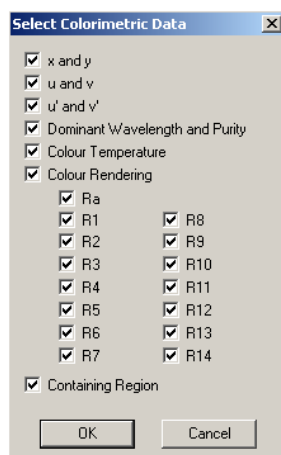 Select Colorimetric Data
x and y
u and v
u' and v'
Dominant Wavelength and Purity
Colour Temperature
Colour Rendering
Ra
R1 R8
R2 R9
R3 R10
R4 R11
R5 R12
R6 R13
R7 R14
Containing Region
OK Cancel